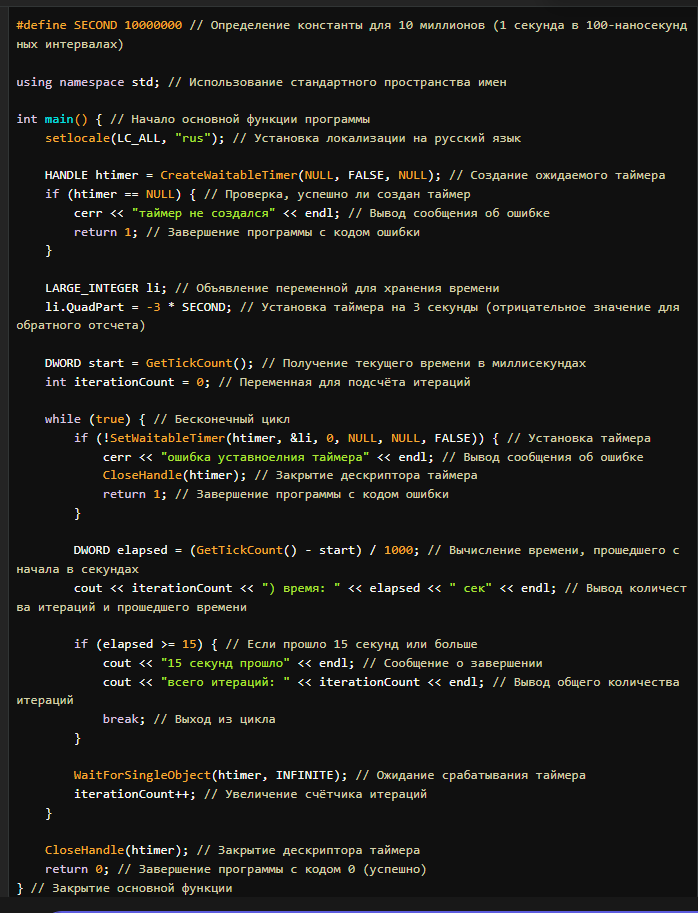 #define SECOND 10000000 // Определение константы для 10 миллионов (1 секунда в 100-наносекунд
ных интервалах)
using namespace std; // Использование стандартного пространства имен
int main() { // Начало основной функции программы
    setlocale(LC_ALL, "rus"); // Установка локализации на русский язык
    HANDLE htimer = CreateWaitableTimer(NULL, FALSE, NULL); // Создание ожидаемого таймера
    if (htimer == NULL) { // Проверка, успешно ли создан таймер
        cerr << "таймер не создался" << endl; // Вывод сообщения об ошибке
        return 1; // Завершение программы с кодом ошибки
    }
    LARGE_INTEGER li; // Объявление переменной для хранения времени
    li.QuadPart = -3 * SECOND; // Установка таймера на 3 секунды (отрицательное значение для
обратного отсчета)
    DWORD start = GetTickCount(); // Получение текущего времени в миллисекундах
    int iterationCount = 0; // Переменная для подсчёта итераций
    while (true) { // Бесконечный цикл
        if (!SetWaitableTimer(htimer, &li, 0, NULL, NULL, FALSE)) { // Установка таймера
            cerr << "ошибка уставноелния таймера" << endl; // Вывод сообщения об ошибке
            CloseHandle(htimer); // Закрытие дескриптора таймера
            return 1; // Завершение программы с кодом ошибки
        }
        DWORD elapsed = (GetTickCount() - start) / 1000; // Вычисление времени, прошедшего с
начала в секундах
        cout << iterationCount << ") время: " << elapsed << " сек" << endl; // Вывод количест
ва итераций и прошедшего времени
        if (elapsed >= 15) { // Если прошло 15 секунд или больше
            cout << "15 секунд прошло" << endl; // Сообщение о завершении
            cout << "всего итераций: " << iterationCount << endl; // Вывод общего количества
итераций
            break; // Выход из цикла
        }
        WaitForSingleObject(htimer, INFINITE); // Ожидание срабатывания таймера
        iterationCount++; // Увеличение счётчика итераций
    }
    CloseHandle(htimer); // Закрытие дескриптора таймера
    return 0; // Завершение программы с кодом 0 (успешно)
} // Закрытие основной функции